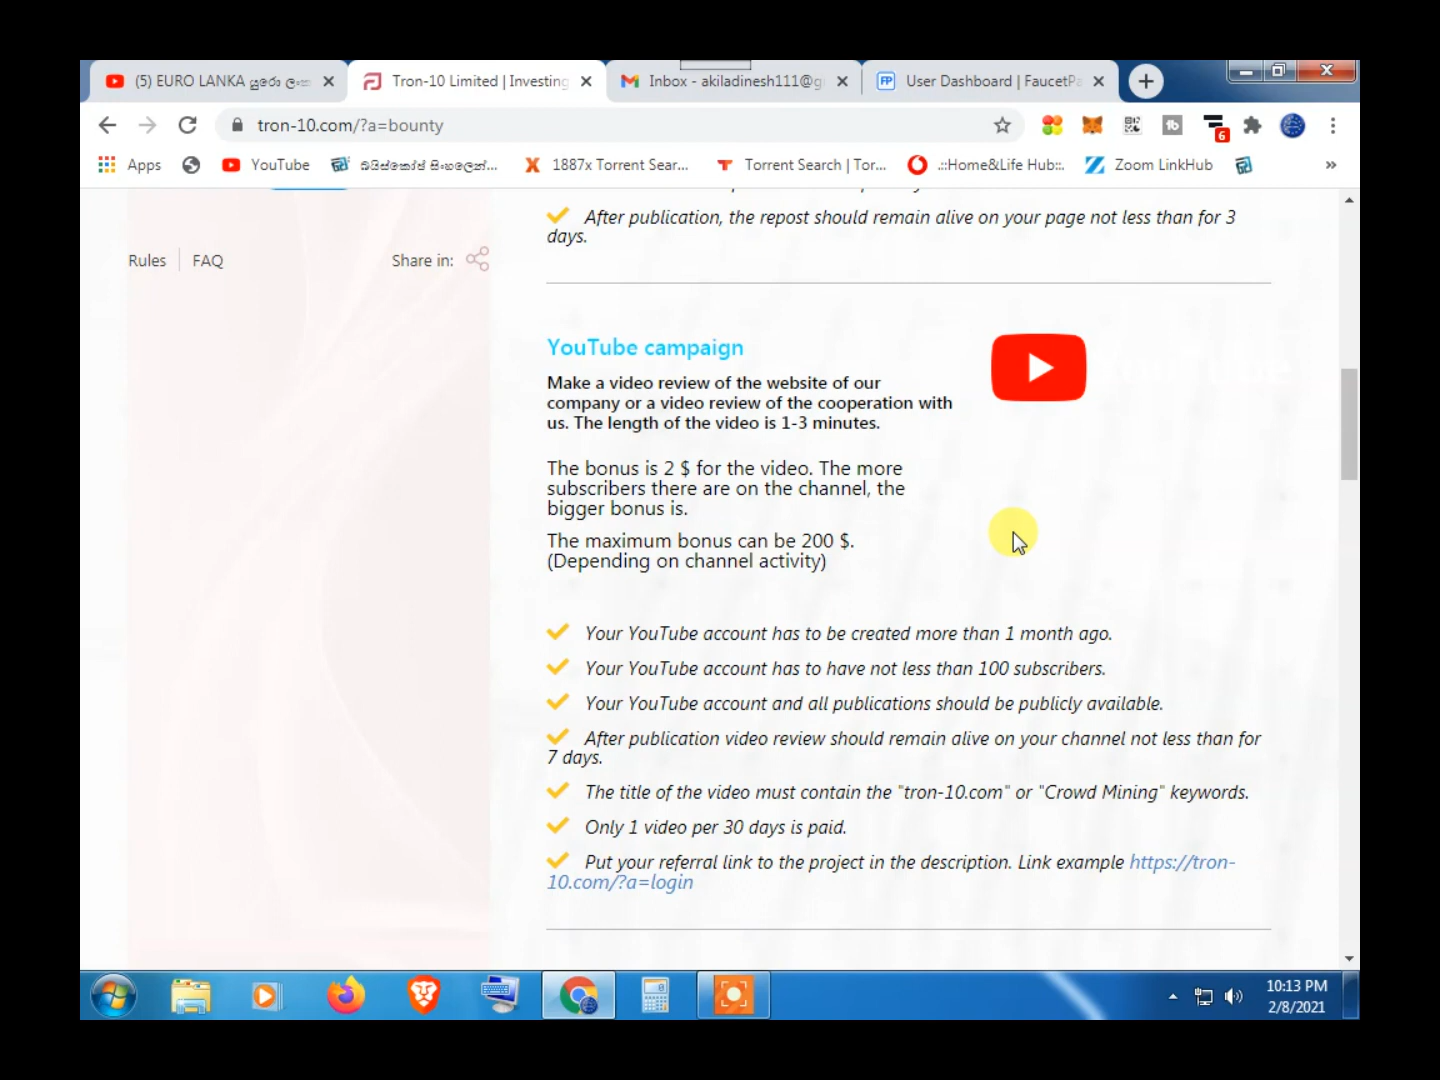 (5) EURO LANKA යුරෝ ලංක
Tron-10 Limited | Investing
Inbox - akiladinesh111@g
User Dashboard | FaucetPa
tron-10.com/?a=bounty
6
Apps
YouTube
බයිස්කෝප් සිංහලෙන්...
1887x Torrent Sear...
Torrent Search | Tor...
.::Home&Life Hub::.
Zoom LinkHub
»
After publication, the repost should remain alive on your page not less than for 3
days.
Rules
FAQ
Share in:
YouTube campaign
Make a video review of the website of our
company or a video review of the cooperation with
us. The length of the video is 1-3 minutes.
The bonus is 2 $ for the video. The more
subscribers there are on the channel, the
bigger bonus is.
The maximum bonus can be 200 $.
(Depending on channel activity)
Your YouTube account has to be created more than 1 month ago.
Your YouTube account has to have not less than 100 subscribers.
Your YouTube account and all publications should be publicly available.
After publication video review should remain alive on your channel not less than for
7 days.
The title of the video must contain the "tron-10.com" or "Crowd Mining" keywords.
Only 1 video per 30 days is paid.
Put your referral link to the project in the description. Link example https://tron-
10.com/?a=login
10:13 PM
2/8/2021